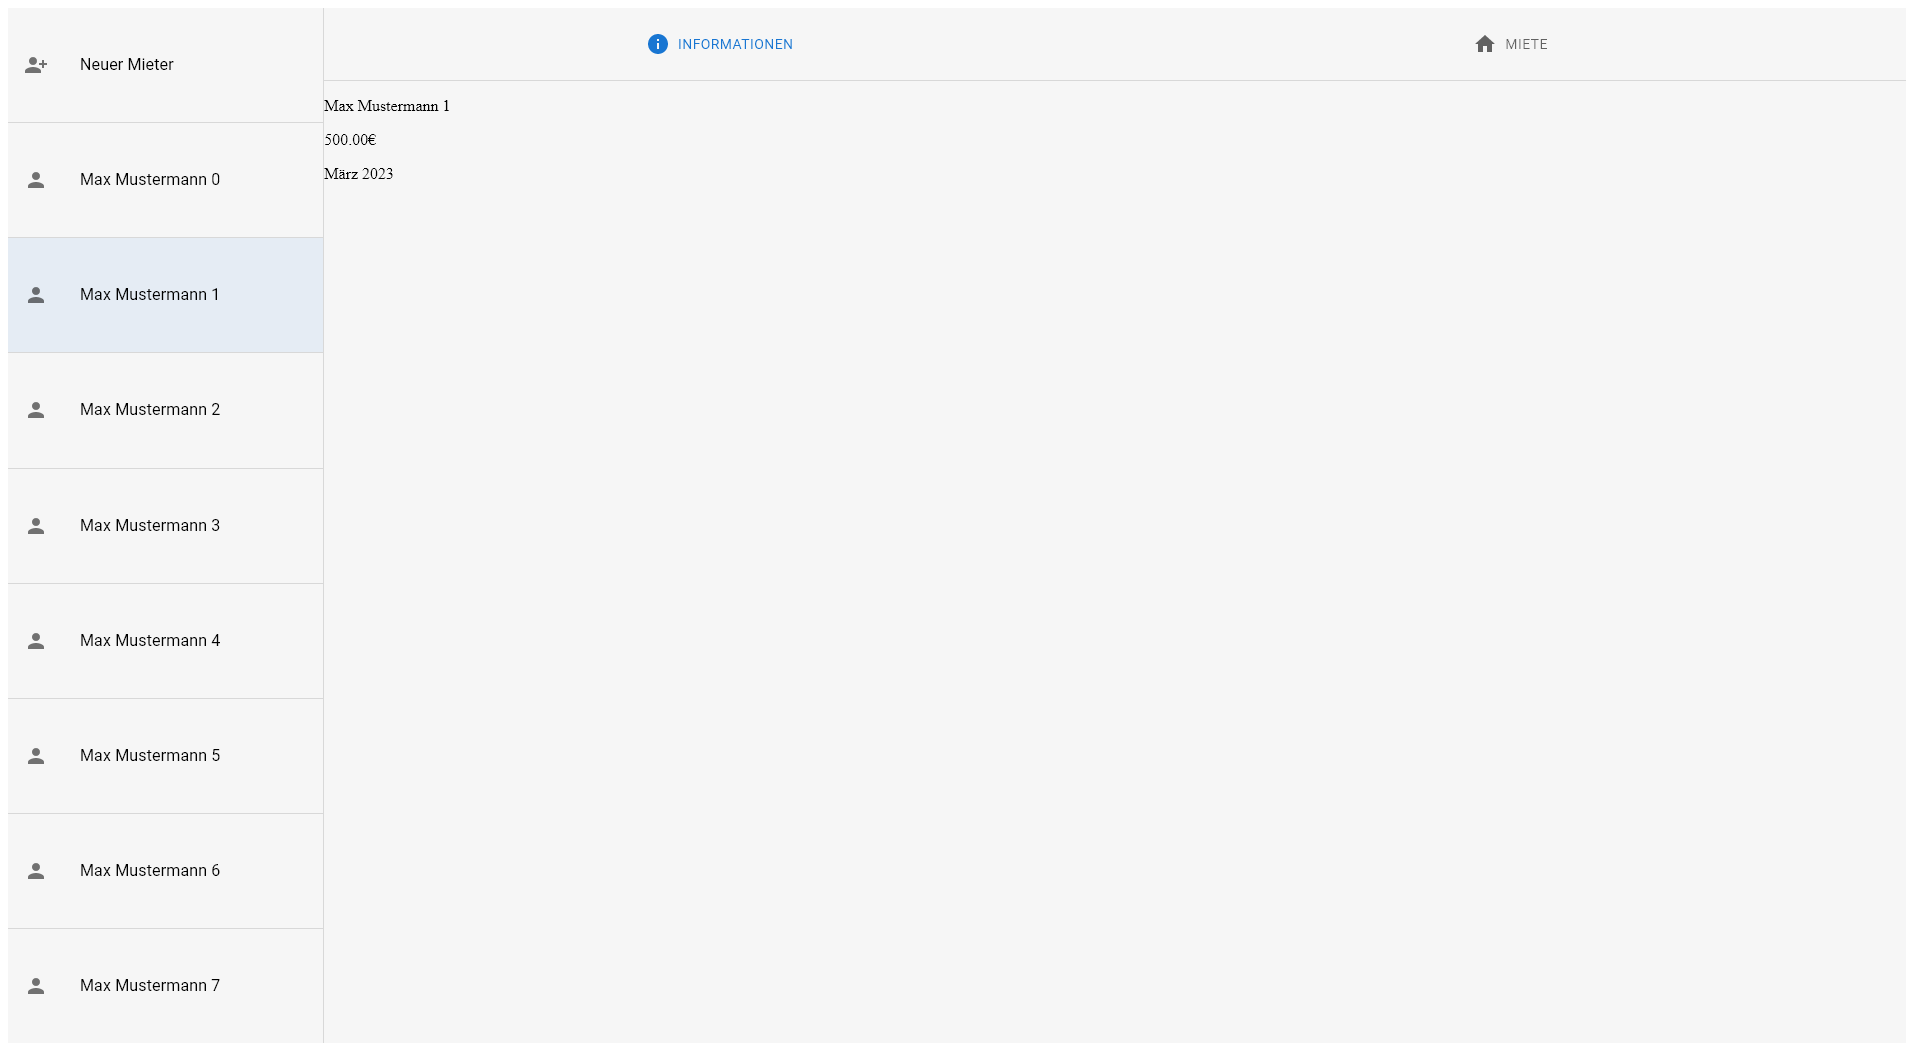 Neuer Mieter
Max Mustermann 0
Max Mustermann 1
Max Mustermann 2
Max Mustermann 3
Max Mustermann 4
Max Mustermann 5
Max Mustermann 6
Max Mustermann 7
INFORMATIONEN
MIETE
Max Mustermann 1
500.00€
März 2023